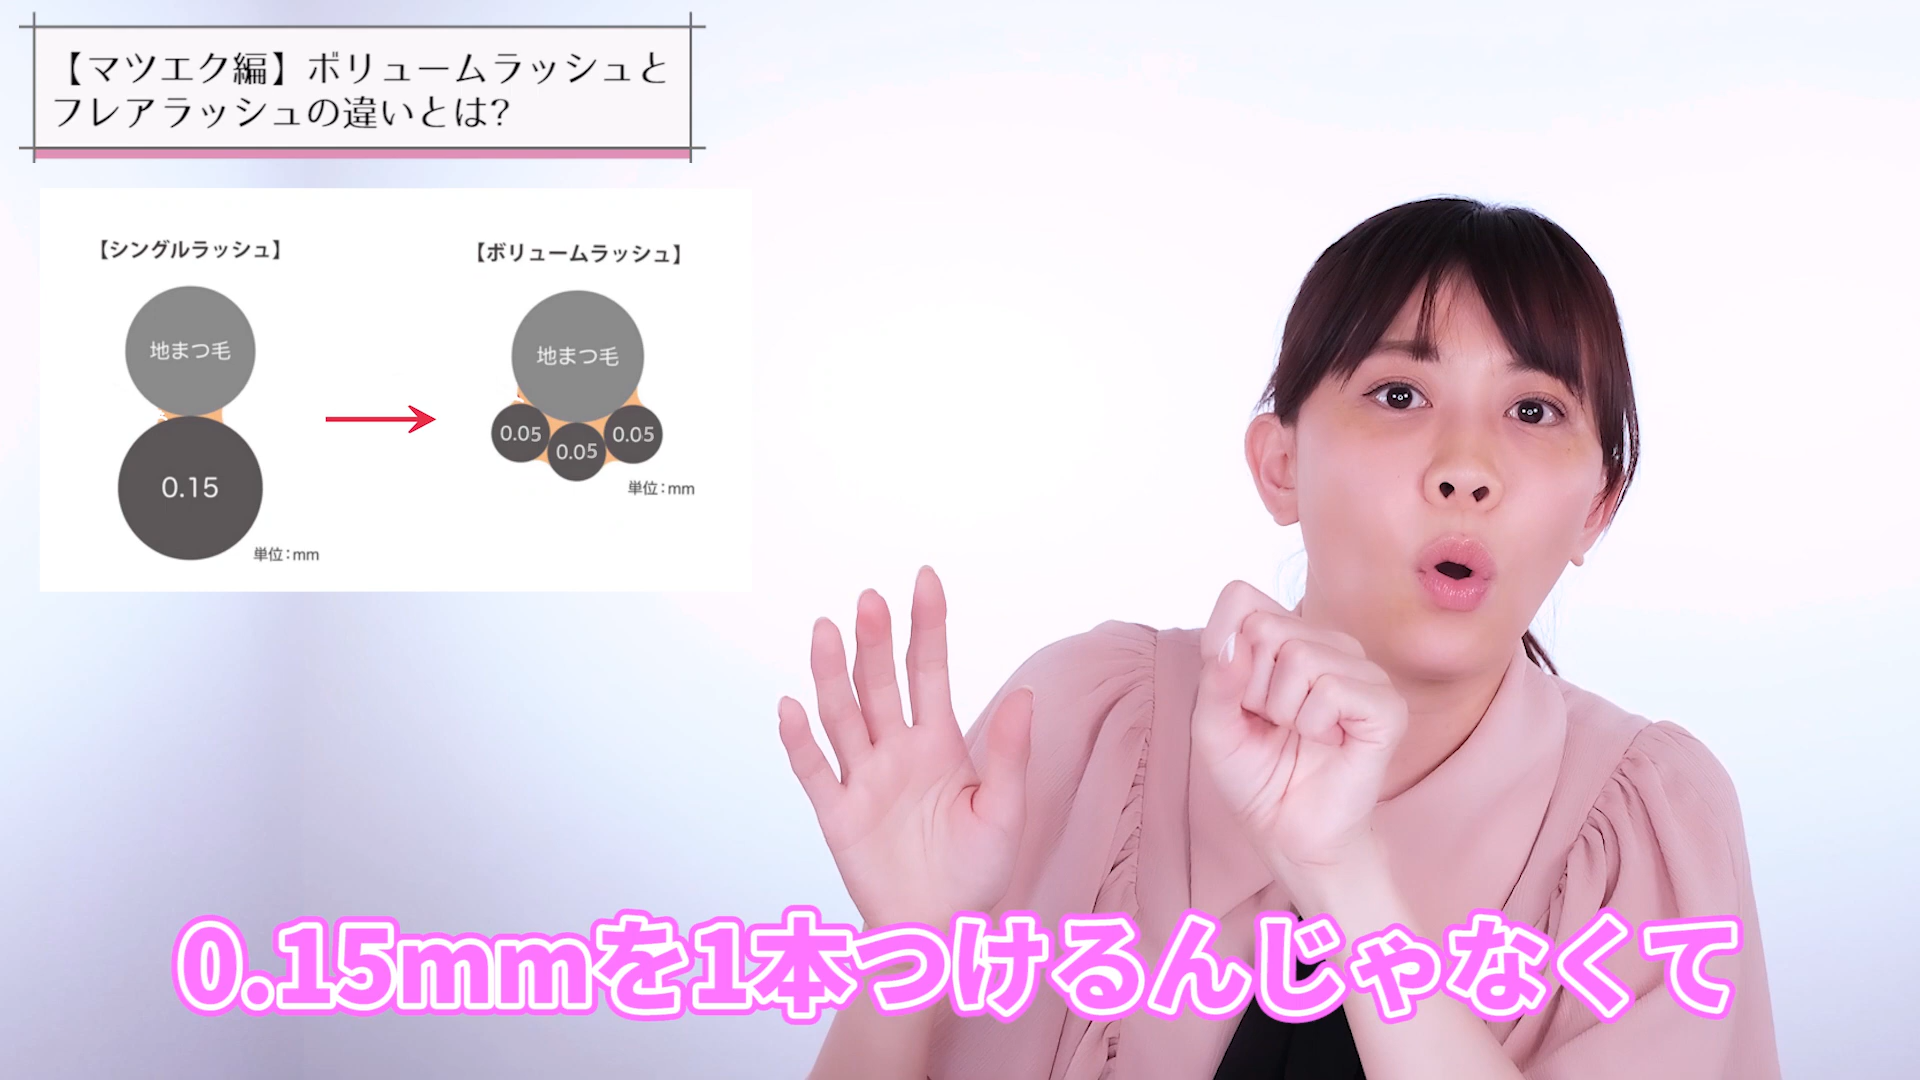 【マツエク編】ボリュームラッシュと
フレアラッシュの違いとは?
【シングルラッシュ】
地まつ毛
0.15
単位:mm
【ボリュームラッシュ】
地まつ毛
0.05
0.05
0.05
単位:mm
0.15mmを1本つけるんじゃなくて